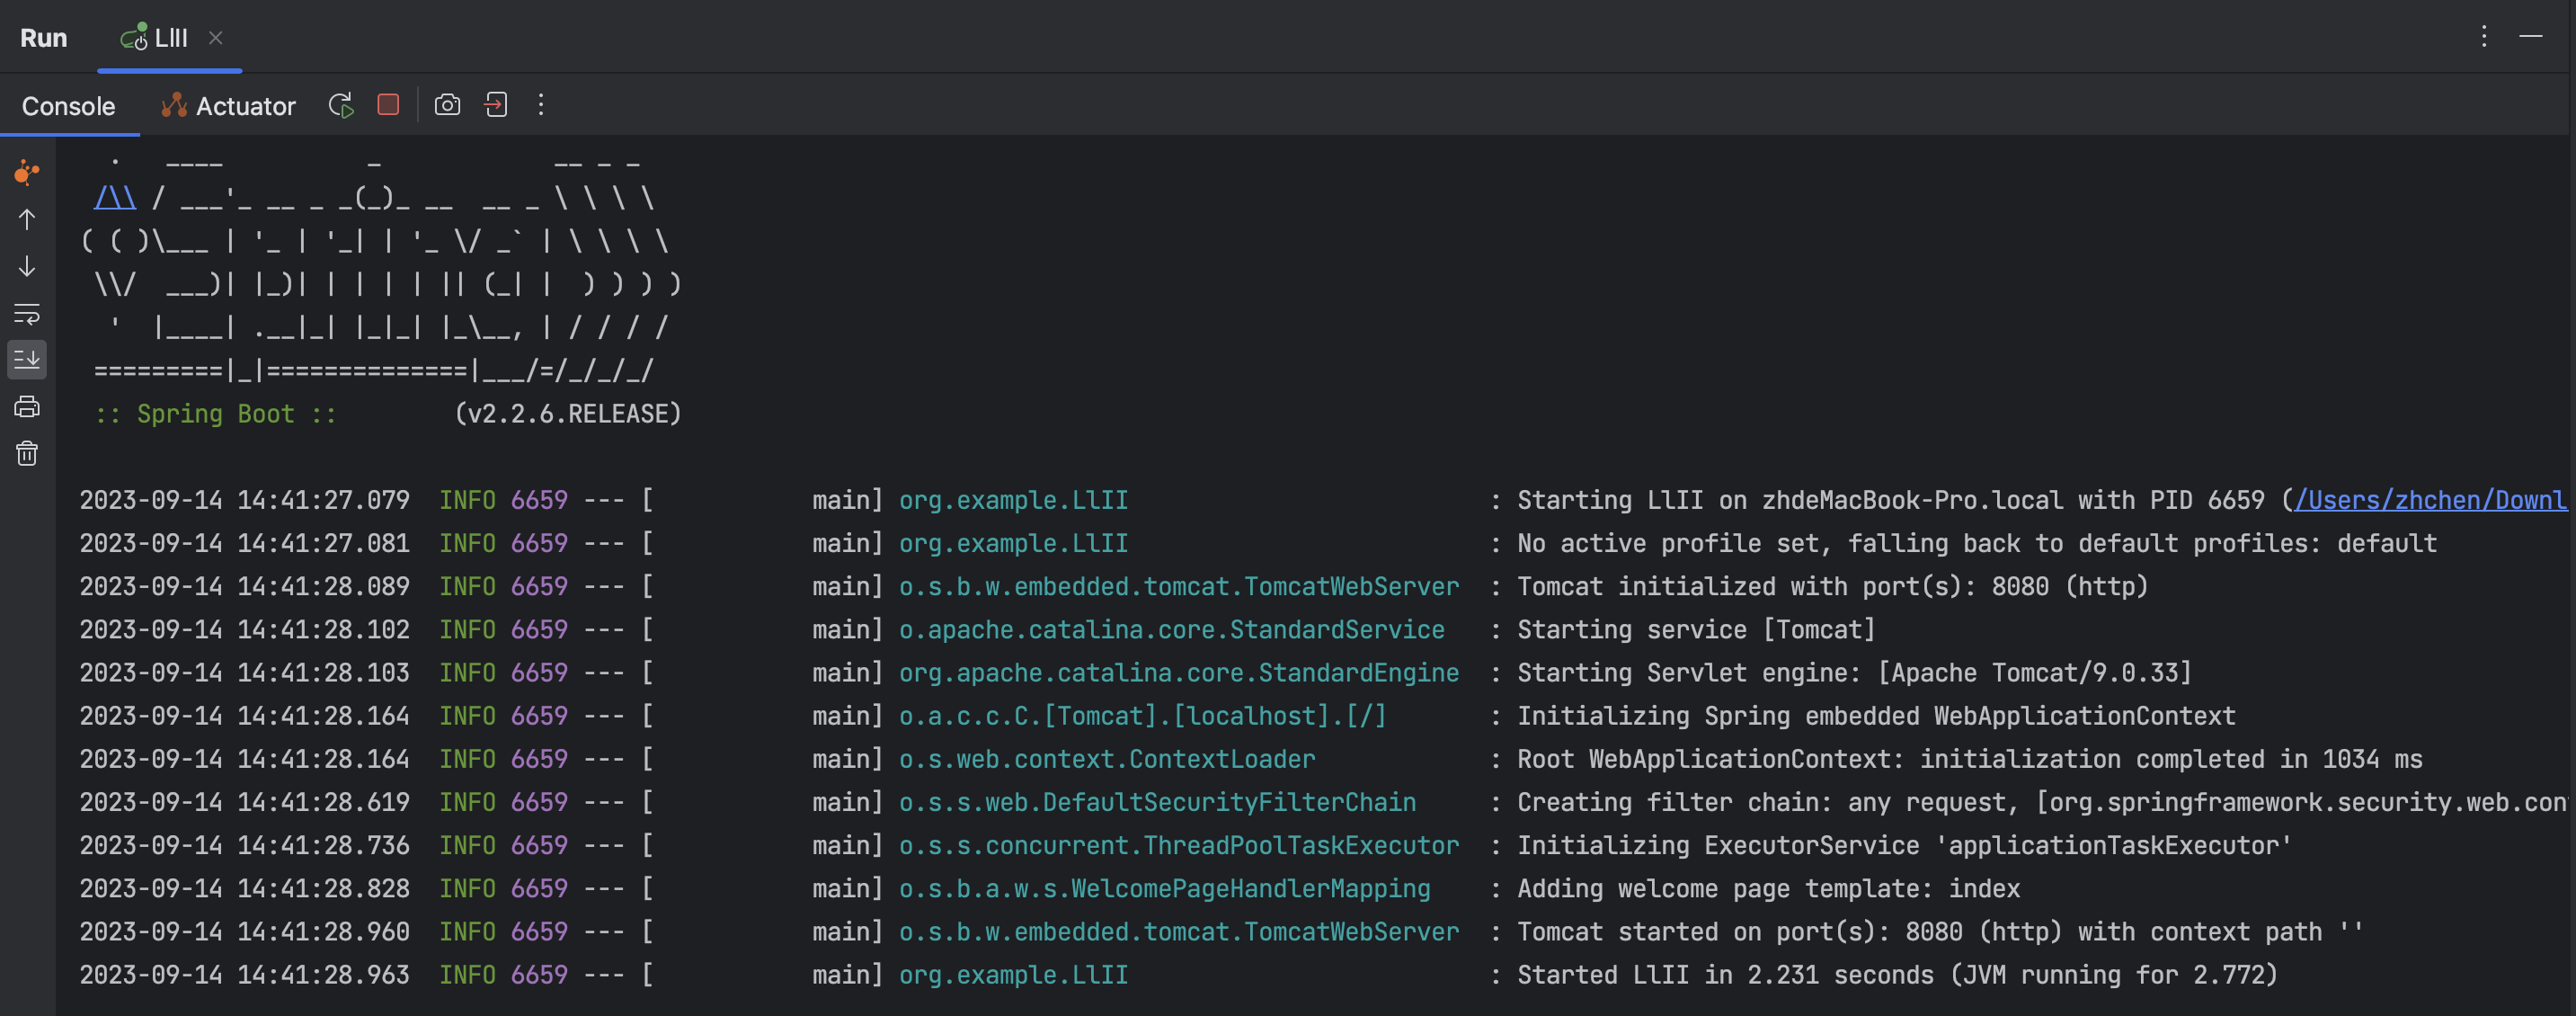 Run LlII
Console Actuator
  .   ____          _            __ _ _
 /\\ / ___'_ __ _ _(_)_ __  __ _ \ \ \ \
( ( )\___ | '_ | '_| | '_ \/ _` | \ \ \ \
 \\/  ___)| |_)| | | | | || (_| |  ) ) ) )
  '  |____| .__|_| |_|_| |_\__, | / / / /
 =========|_|==============|___/=/_/_/_/
 :: Spring Boot ::        (v2.2.6.RELEASE)
2023-09-14 14:41:27.079  INFO 6659 --- [           main] org.example.LlII                         : Starting LlII on zhdeMacBook-Pro.local with PID 6659 (/Users/zhchen/Downl
2023-09-14 14:41:27.081  INFO 6659 --- [           main] org.example.LlII                         : No active profile set, falling back to default profiles: default
2023-09-14 14:41:28.089  INFO 6659 --- [           main] o.s.b.w.embedded.tomcat.TomcatWebServer  : Tomcat initialized with port(s): 8080 (http)
2023-09-14 14:41:28.102  INFO 6659 --- [           main] o.apache.catalina.core.StandardService   : Starting service [Tomcat]
2023-09-14 14:41:28.103  INFO 6659 --- [           main] org.apache.catalina.core.StandardEngine  : Starting Servlet engine: [Apache Tomcat/9.0.33]
2023-09-14 14:41:28.164  INFO 6659 --- [           main] o.a.c.c.C.[Tomcat].[localhost].[/]       : Initializing Spring embedded WebApplicationContext
2023-09-14 14:41:28.164  INFO 6659 --- [           main] o.s.web.context.ContextLoader            : Root WebApplicationContext: initialization completed in 1034 ms
2023-09-14 14:41:28.619  INFO 6659 --- [           main] o.s.s.web.DefaultSecurityFilterChain     : Creating filter chain: any request, [org.springframework.security.web.con
2023-09-14 14:41:28.736  INFO 6659 --- [           main] o.s.s.concurrent.ThreadPoolTaskExecutor  : Initializing ExecutorService 'applicationTaskExecutor'
2023-09-14 14:41:28.828  INFO 6659 --- [           main] o.s.b.a.w.s.WelcomePageHandlerMapping    : Adding welcome page template: index
2023-09-14 14:41:28.960  INFO 6659 --- [           main] o.s.b.w.embedded.tomcat.TomcatWebServer  : Tomcat started on port(s): 8080 (http) with context path ''
2023-09-14 14:41:28.963  INFO 6659 --- [           main] org.example.LlII                         : Started LlII in 2.231 seconds (JVM running for 2.772)